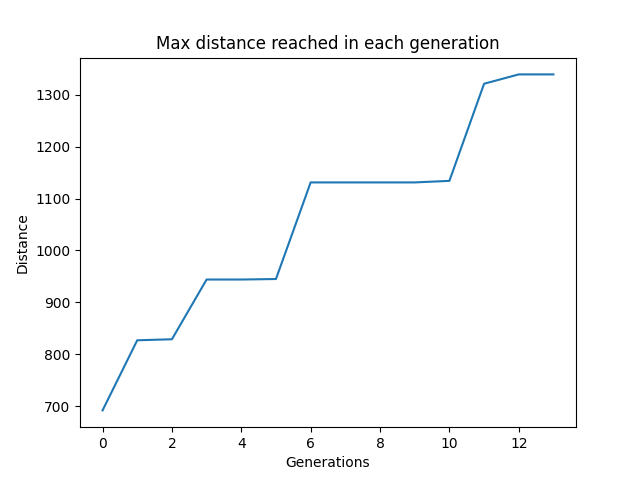 Max distance reached in each generation
1300
1200
1100
1000
900
800
700
Distance
0 2 4 6 8 10 12
Generations